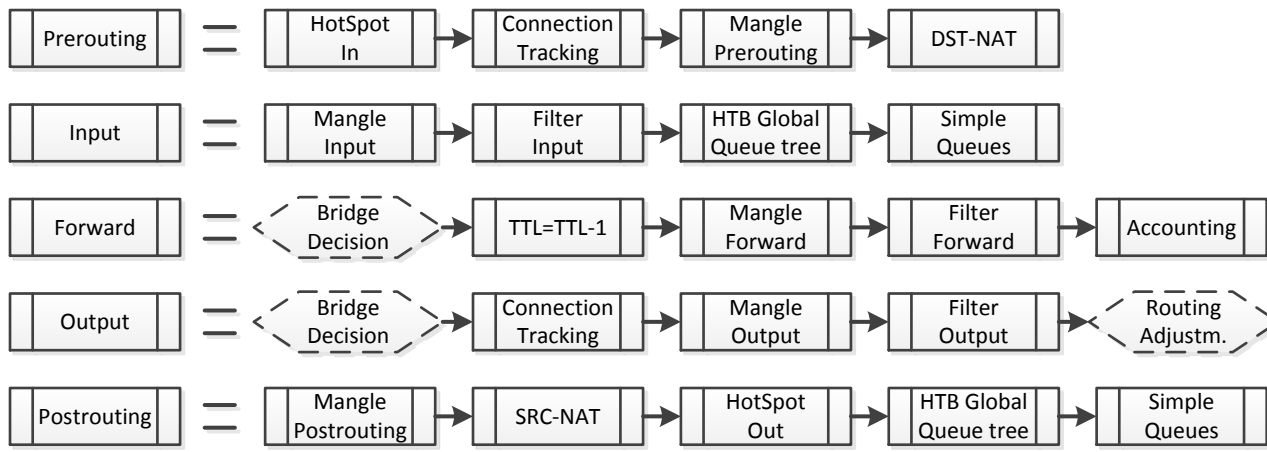 Prerouting
=
HotSpot
In
Connection
Tracking
Mangle
Prerouting
DST-NAT
Input
=
Mangle
Input
Filter
Input
HTB Global
Queue tree
Simple
Queues
Forward
=
Bridge
Decision
TTL=TTL-1
Mangle
Forward
Filter
Forward
Accounting
Output
=
Bridge
Decision
Connection
Tracking
Mangle
Output
Filter
Output
Routing
Adjustm.
Postrouting
=
Mangle
Postrouting
SRC-NAT
HotSpot
Out
HTB Global
Queue tree
Simple
Queues